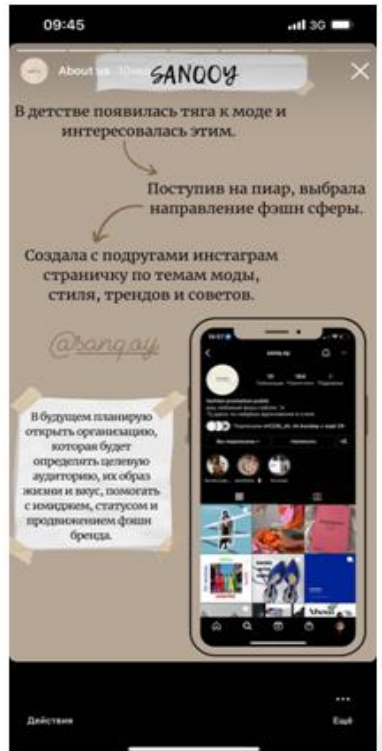 09:45
3G
About us
SANQOY
В детстве появилась тяга к моде и
интересовалась этим.
Поступив на пиар, выбрала
направление фэшн сферы.
Создала с подругами инстаграм
страничку по темам моды,
стиля, трендов и советов.
@sanq.ay
В будущем планирую
открыть организацию,
которая будет
определять целевую
аудиторию, их образ
жизни и вкус, помогать
с имиджем, статусом и
продвижением фэшн
бренда.
sanq.ay
About
Действия
Ещё